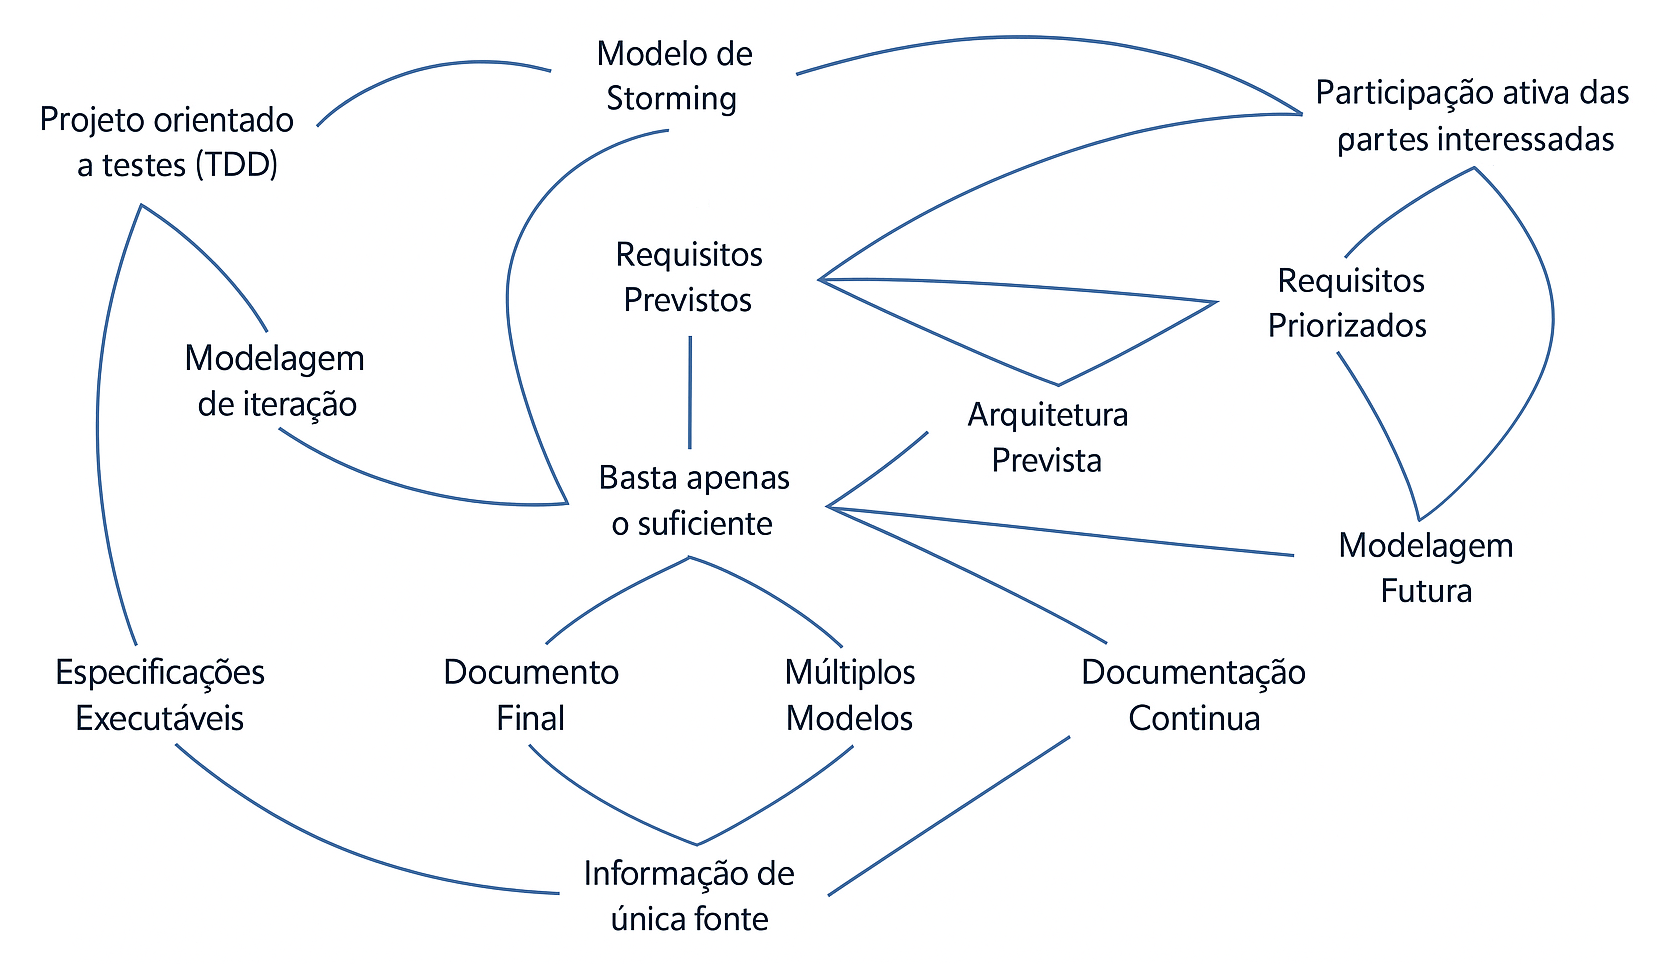 Modelo de
Storming
Participação ativa das
partes interessadas
Projeto orientado
a testes (TDD)
Requisitos
Previstos
Requisitos
Priorizados
Modelagem
de iteração
Arquitetura
Prevista
Basta apenas
o suficiente
Modelagem
Futura
Especificações
Executáveis
Documento
Final
Múltiplos
Modelos
Documentação
Continua
Informação de
única fonte